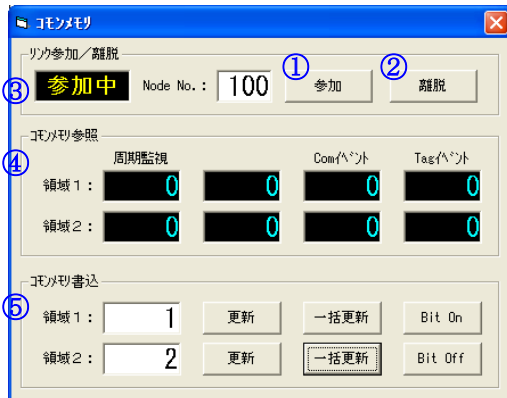 コモンメモリ
リンク参加／離脱
① ②
③ 参加中 Node No.： 100 参加 離脱
コモンメモリ参照
④ 周期監視 Comイベント Tagイベント
領域1： 0 0 0 0
領域2： 0 0 0 0
コモンメモリ書込
⑤ 領域1： 1 更新 一括更新 Bit On
領域2： 2 更新 一括更新 Bit Off